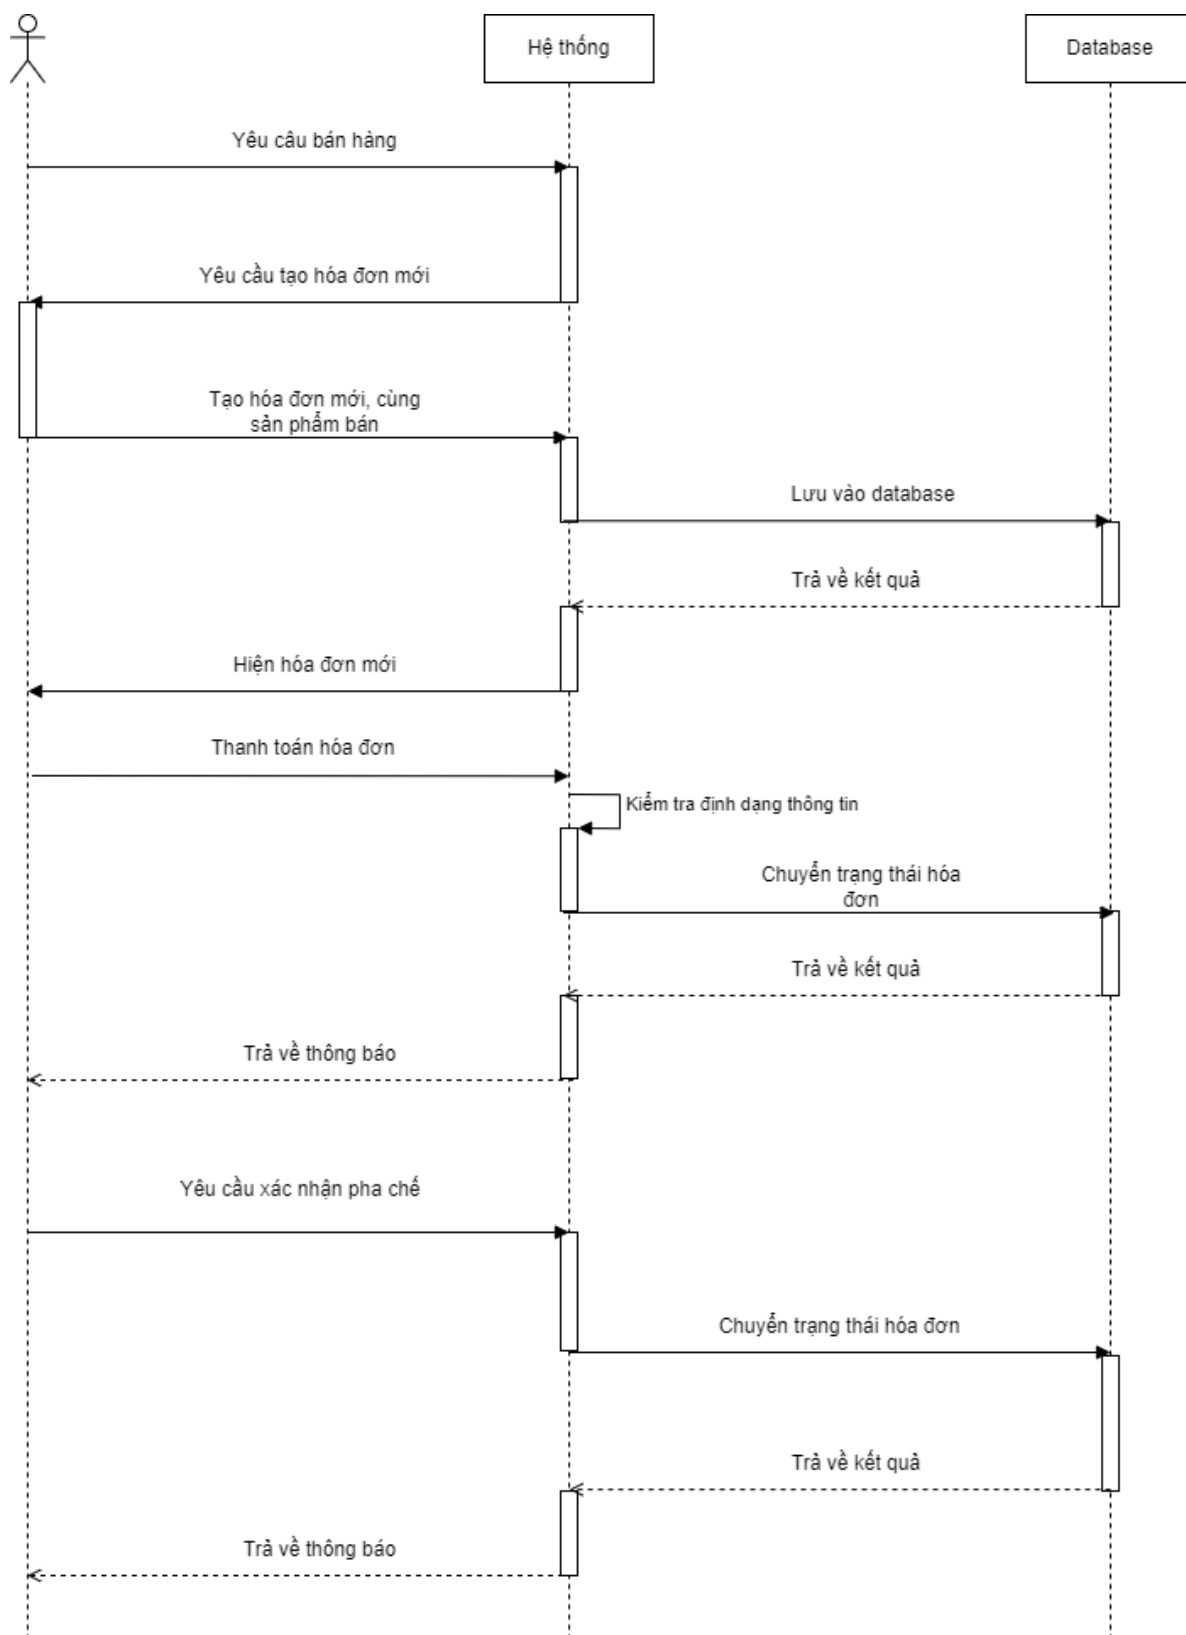 Hệ thống
Database
Yêu câu bán hàng
Yêu cầu tạo hóa đơn mới
Tạo hóa đơn mới, cùng
sản phẩm bán
Lưu vào database
Trả về kết quả
Hiện hóa đơn mới
Thanh toán hóa đơn
Kiểm tra định dạng thông tin
Chuyển trạng thái hóa
đơn
Trả về kết quả
Trả về thông báo
Yêu cầu xác nhận pha chế
Chuyển trạng thái hóa đơn
Trả về kết quả
Trả về thông báo